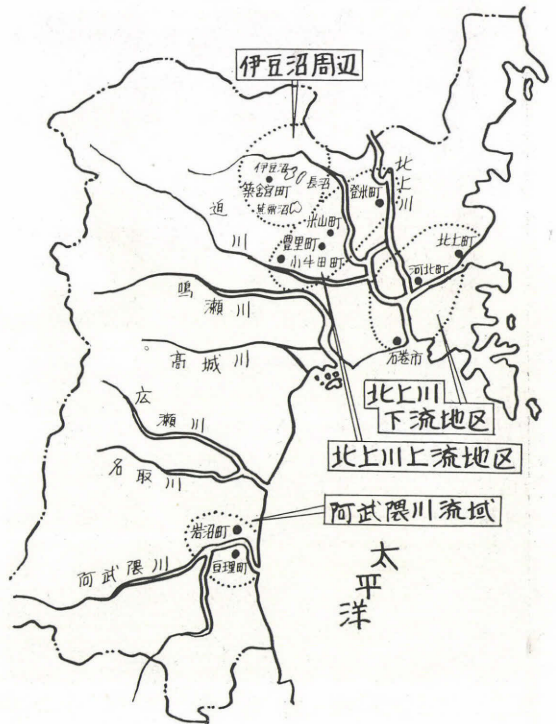 伊豆沼周辺
伊豆沼
長沼
築舘町
蕪栗沼
迫川
北上川
登米町
米山町
豊里町
小牛田町
北上町
河北町
石巻市
鳴瀬川
高城川
広瀬川
名取川
北上川
下流地区
北上川上流地区
阿武隈川流域
岩沼町
亘理町
阿武隈川
太平洋